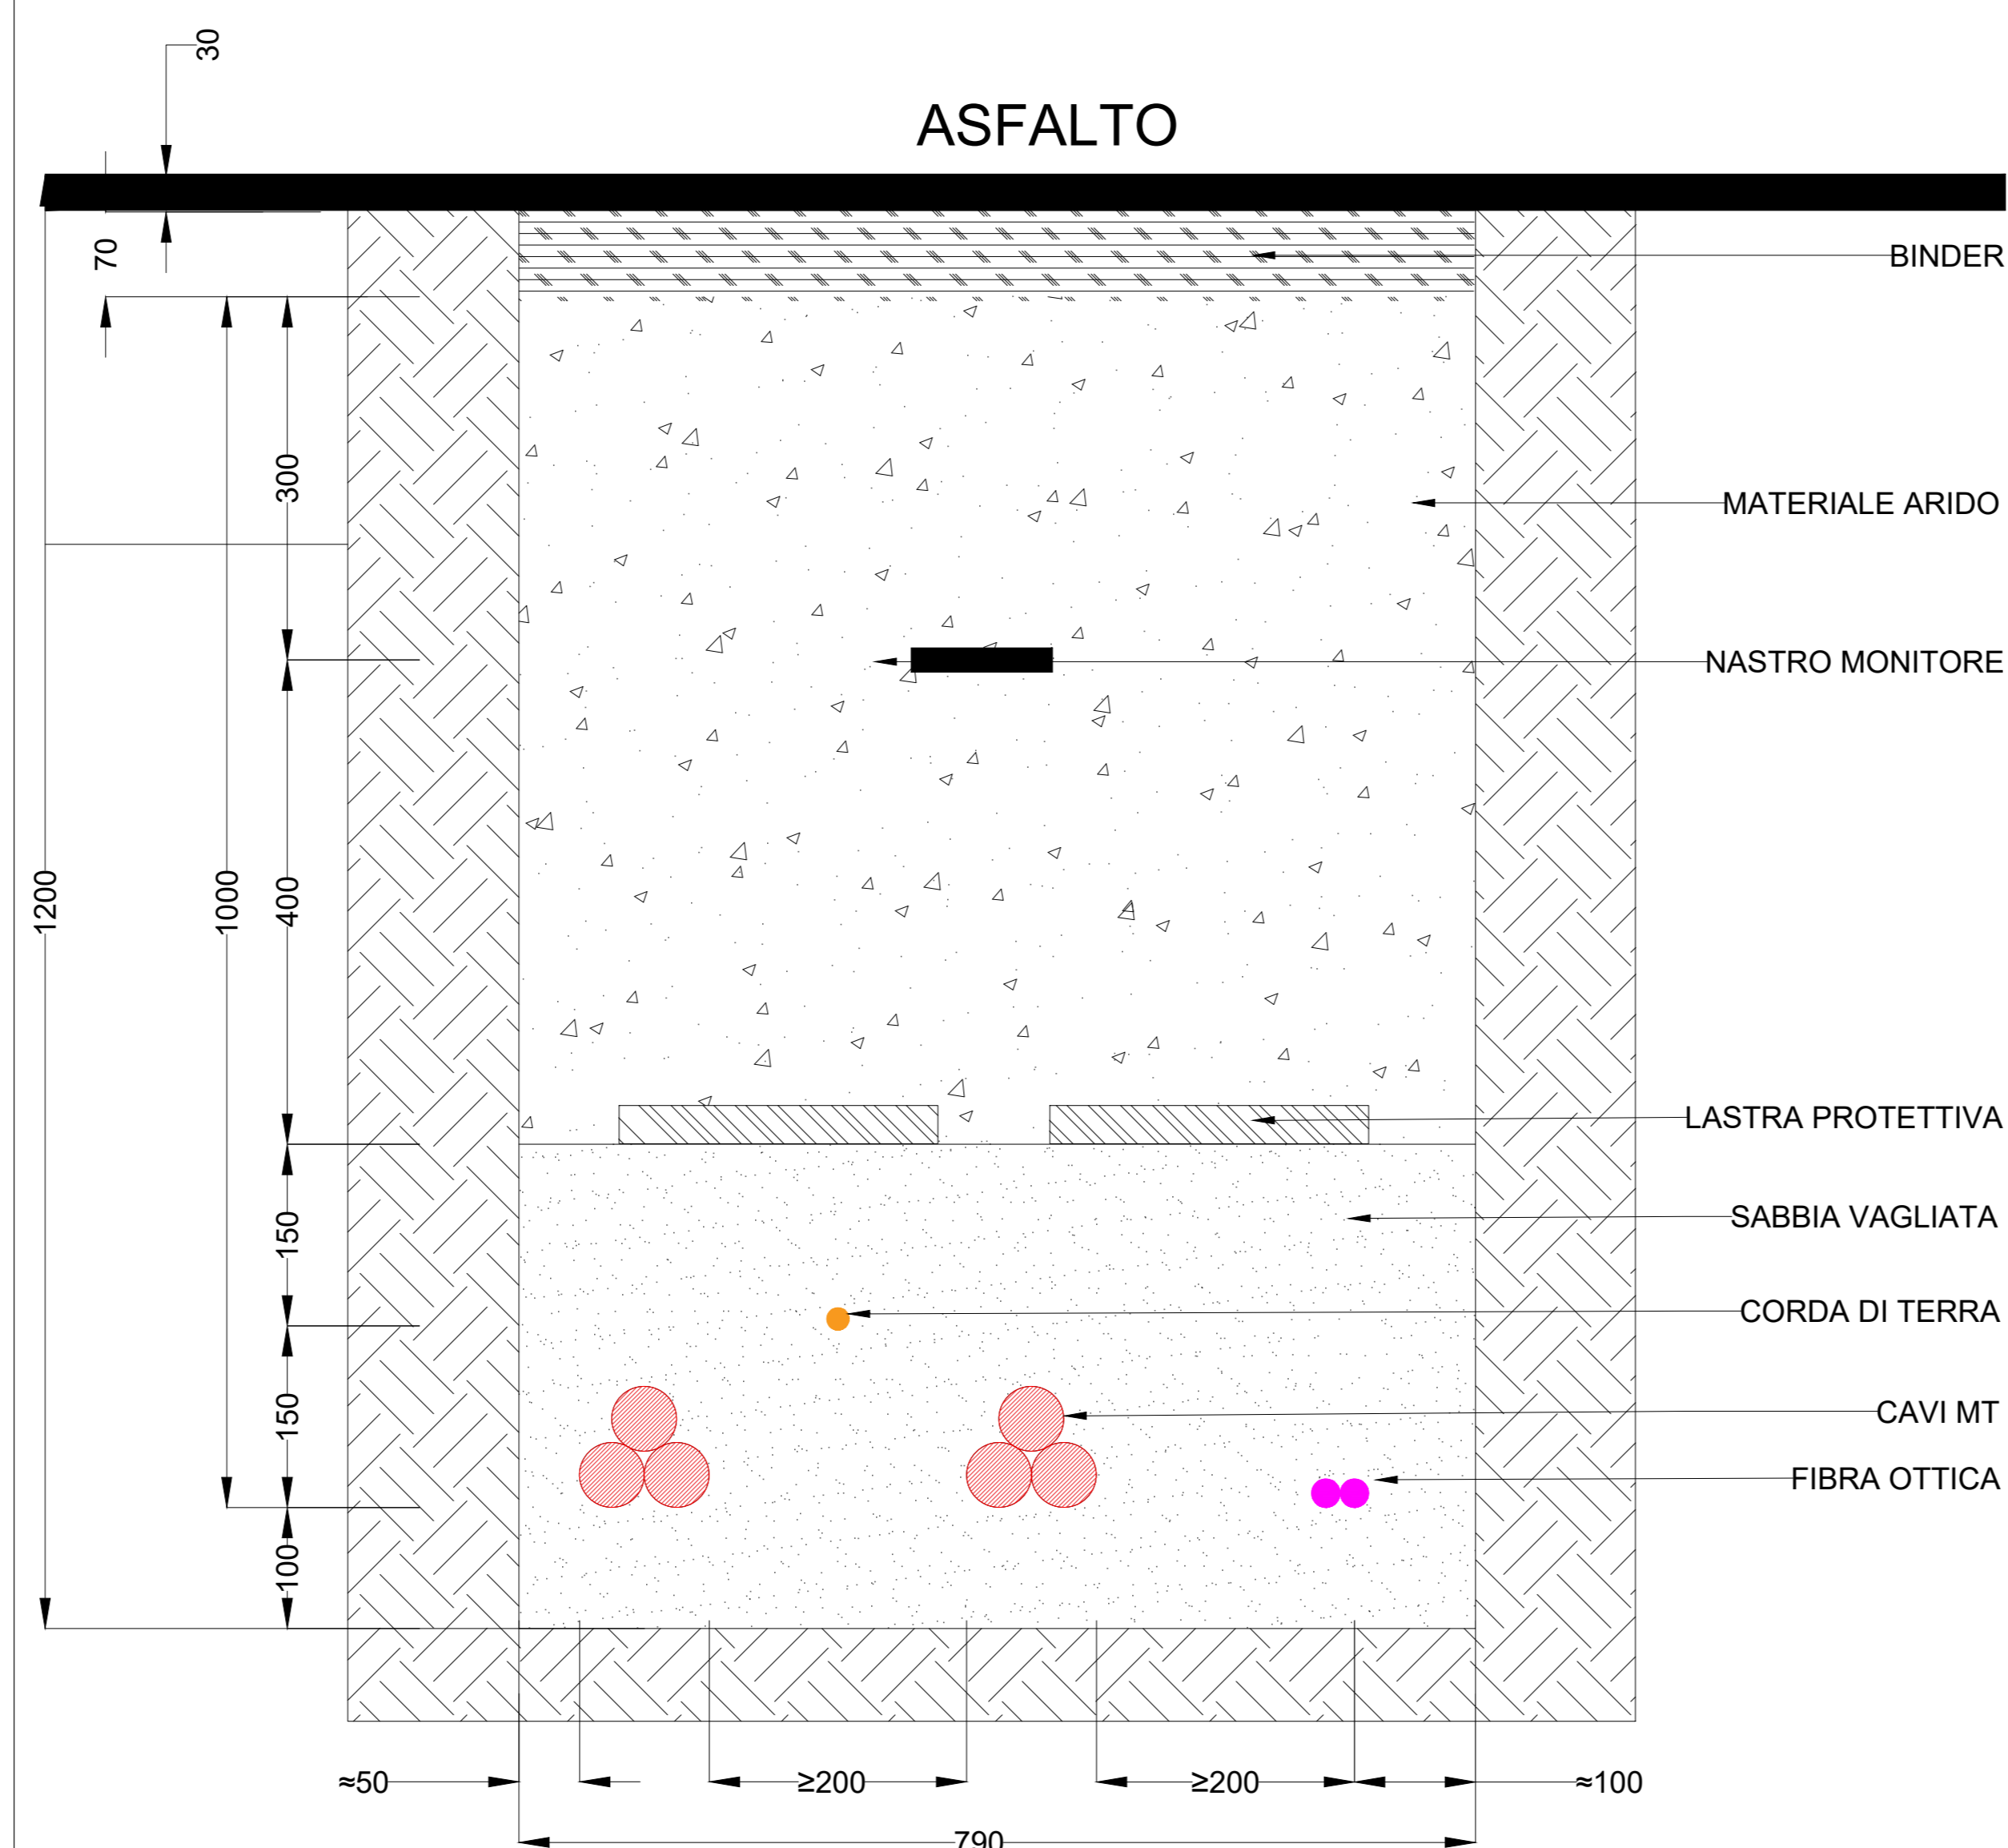 30
ASFALTO
70
BINDER
300
MATERIALE ARIDO
NASTRO MONITORE
1200
1000
400
LASTRA PROTETTIVA
150
SABBIA VAGLIATA
CORDA DI TERRA
150
CAVI MT
FIBRA OTTICA
100
≈50
≥200
≥200
≈100
790